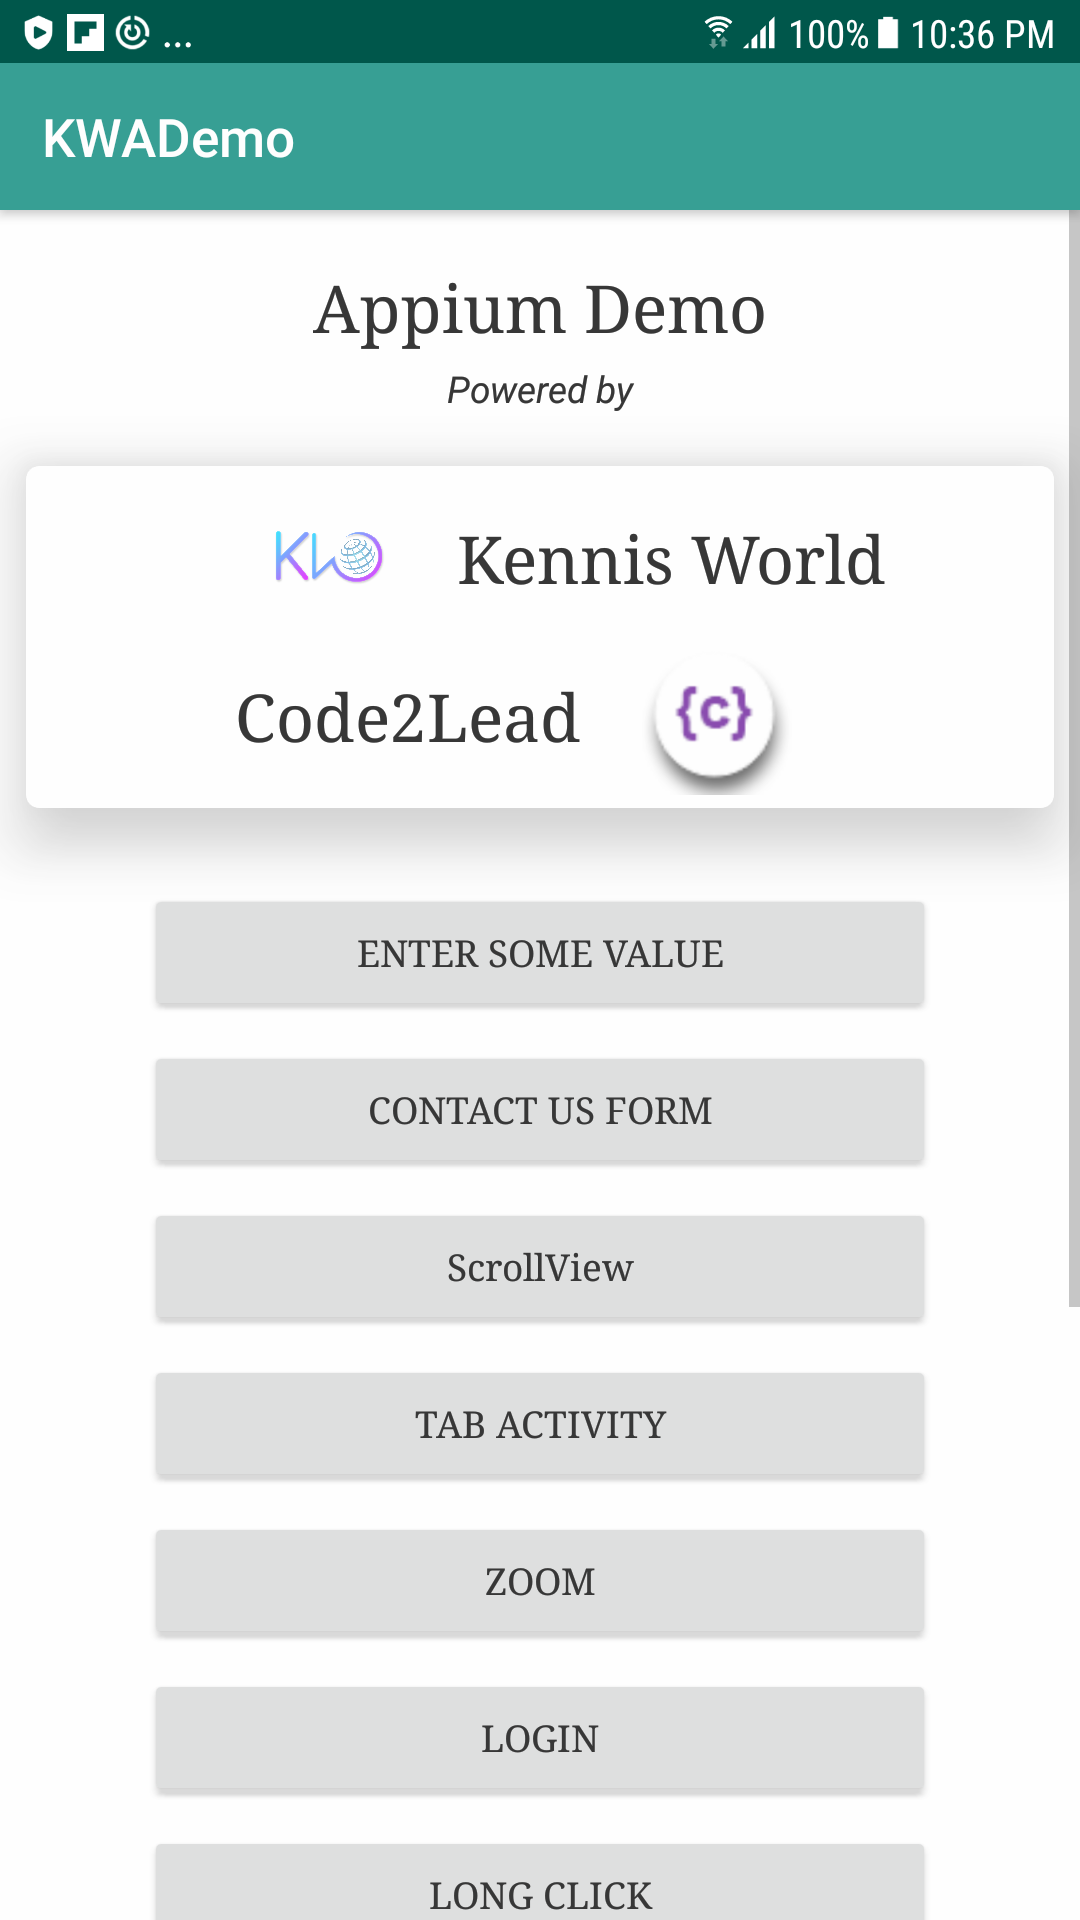 ... 100% 10:36 PM
KWADemo
Appium Demo
Powered by
KW Kennis World
Code2Lead {c}
ENTER SOME VALUE
CONTACT US FORM
ScrollView
TAB ACTIVITY
ZOOM
LOGIN
LONG CLICK